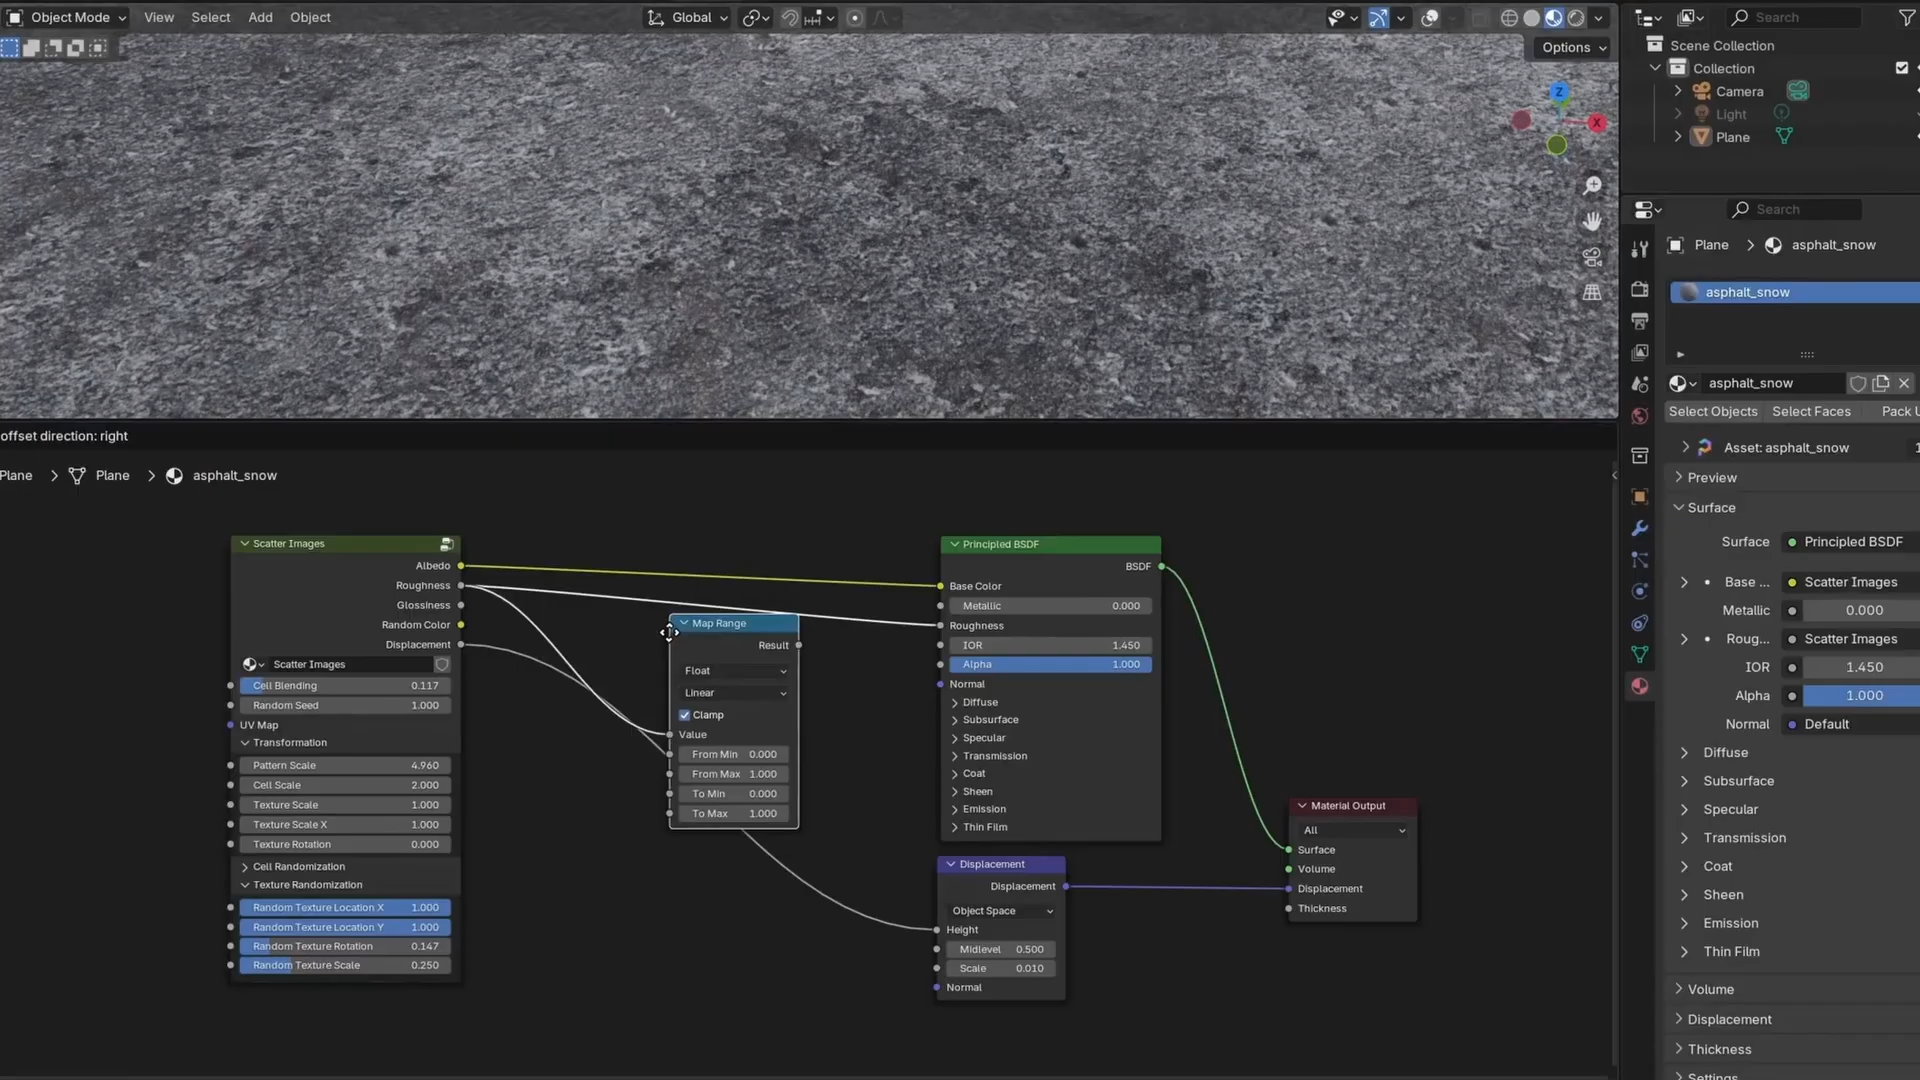 Object Mode View Select Add Object Global Search
Options
Scene Collection
Collection
Camera
Light
Plane
Z
X
Search
Plane asphalt_snow
asphalt_snow
asphalt_snow
Select Objects Select Faces Pack U
Asset: asphalt_snow
Preview
Surface
Surface Principled BSDF
Base ... Scatter Images
Metallic 0.000
Roug... Scatter Images
IOR 1.450
Alpha 1.000
Normal Default
Diffuse
Subsurface
Specular
Transmission
Coat
Sheen
Emission
Thin Film
Volume
Displacement
Thickness
Settings
offset direction: right
Plane Plane asphalt_snow
Scatter Images
Albedo
Roughness
Glossiness
Random Color
Displacement
Scatter Images
Cell Blending 0.117
Random Seed 1.000
UV Map
Transformation
Pattern Scale 4.960
Cell Scale 2.000
Texture Scale 1.000
Texture Scale X 1.000
Texture Rotation 0.000
Cell Randomization
Texture Randomization
Random Texture Location X 1.000
Random Texture Location Y 1.000
Random Texture Rotation 0.147
Random Texture Scale 0.250
Map Range
Result
Float
Linear
Clamp
Value
From Min 0.000
From Max 1.000
To Min 0.000
To Max 1.000
Principled BSDF
BSDF
Base Color
Metallic 0.000
Roughness
IOR 1.450
Alpha 1.000
Normal
Diffuse
Subsurface
Specular
Transmission
Coat
Sheen
Emission
Thin Film
Displacement
Displacement
Object Space
Height
Midlevel 0.500
Scale 0.010
Normal
Material Output
All
Surface
Volume
Displacement
Thickness